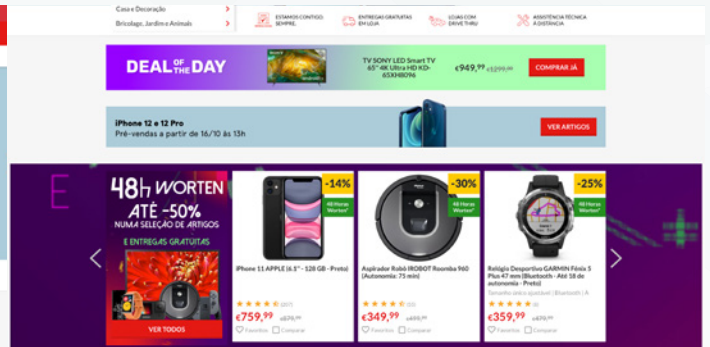 Casa e Decoração >
Bricolage, Jardim e Animais >
ESTAMOS CONTIGO
SEMPRE.
ENTREGAS GRATUITAS
EM LOJA
LOJAS COM
DRIVE THRU
ASSISTÊNCIA TÉCNICA
À DISTÂNCIA
DEAL OF THE DAY
TV SONY LED Smart TV
65" 4K Ultra HD KD-
65XH8096
€949,99 €1299,99
COMPRAR JÁ
iPhone 12 e 12 Pro
Pré-vendas a partir de 16/10 às 13h
VER ARTIGOS
E
48h WORTEN
ATÉ -50%
NUMA SELEÇÃO DE ARTIGOS
E ENTREGAS GRATUITAS
VER TODOS
-14%
48 Horas
Worten*
iPhone 11 APPLE (6.1" - 128 GB - Preto)
€759,99 €879,99
Favoritos Comparar
-30%
48 Horas
Worten*
Aspirador Robô IROBOT Roomba 960
(Autonomia: 75 min)
€349,99 €499,99
Favoritos Comparar
-25%
48 Horas
Worten*
Relógio Desportivo GARMIN Fénix 5
Plus 47 mm (Bluetooth - Até 18 de
autonomia - Preto)
Tamanho único ajustável | Bluetooth | A
€359,99 €479,99
Favoritos Comparar